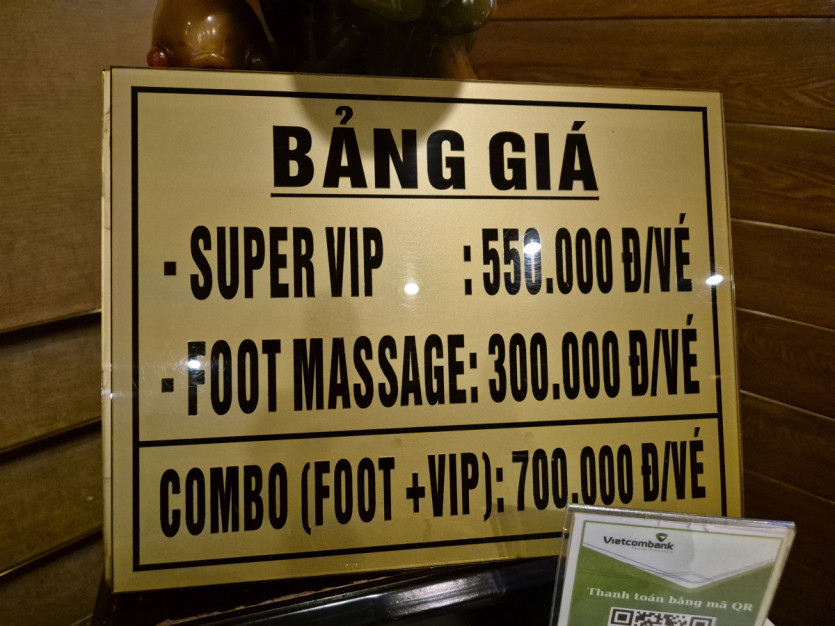 BẢNG GIÁ
- SUPER VIP : 550.000 Đ/VÉ
- FOOT MASSAGE: 300.000 Đ/VÉ
COMBO (FOOT +VIP): 700.000 Đ/VÉ
Vietcombank
Thanh toán bằng mã QR